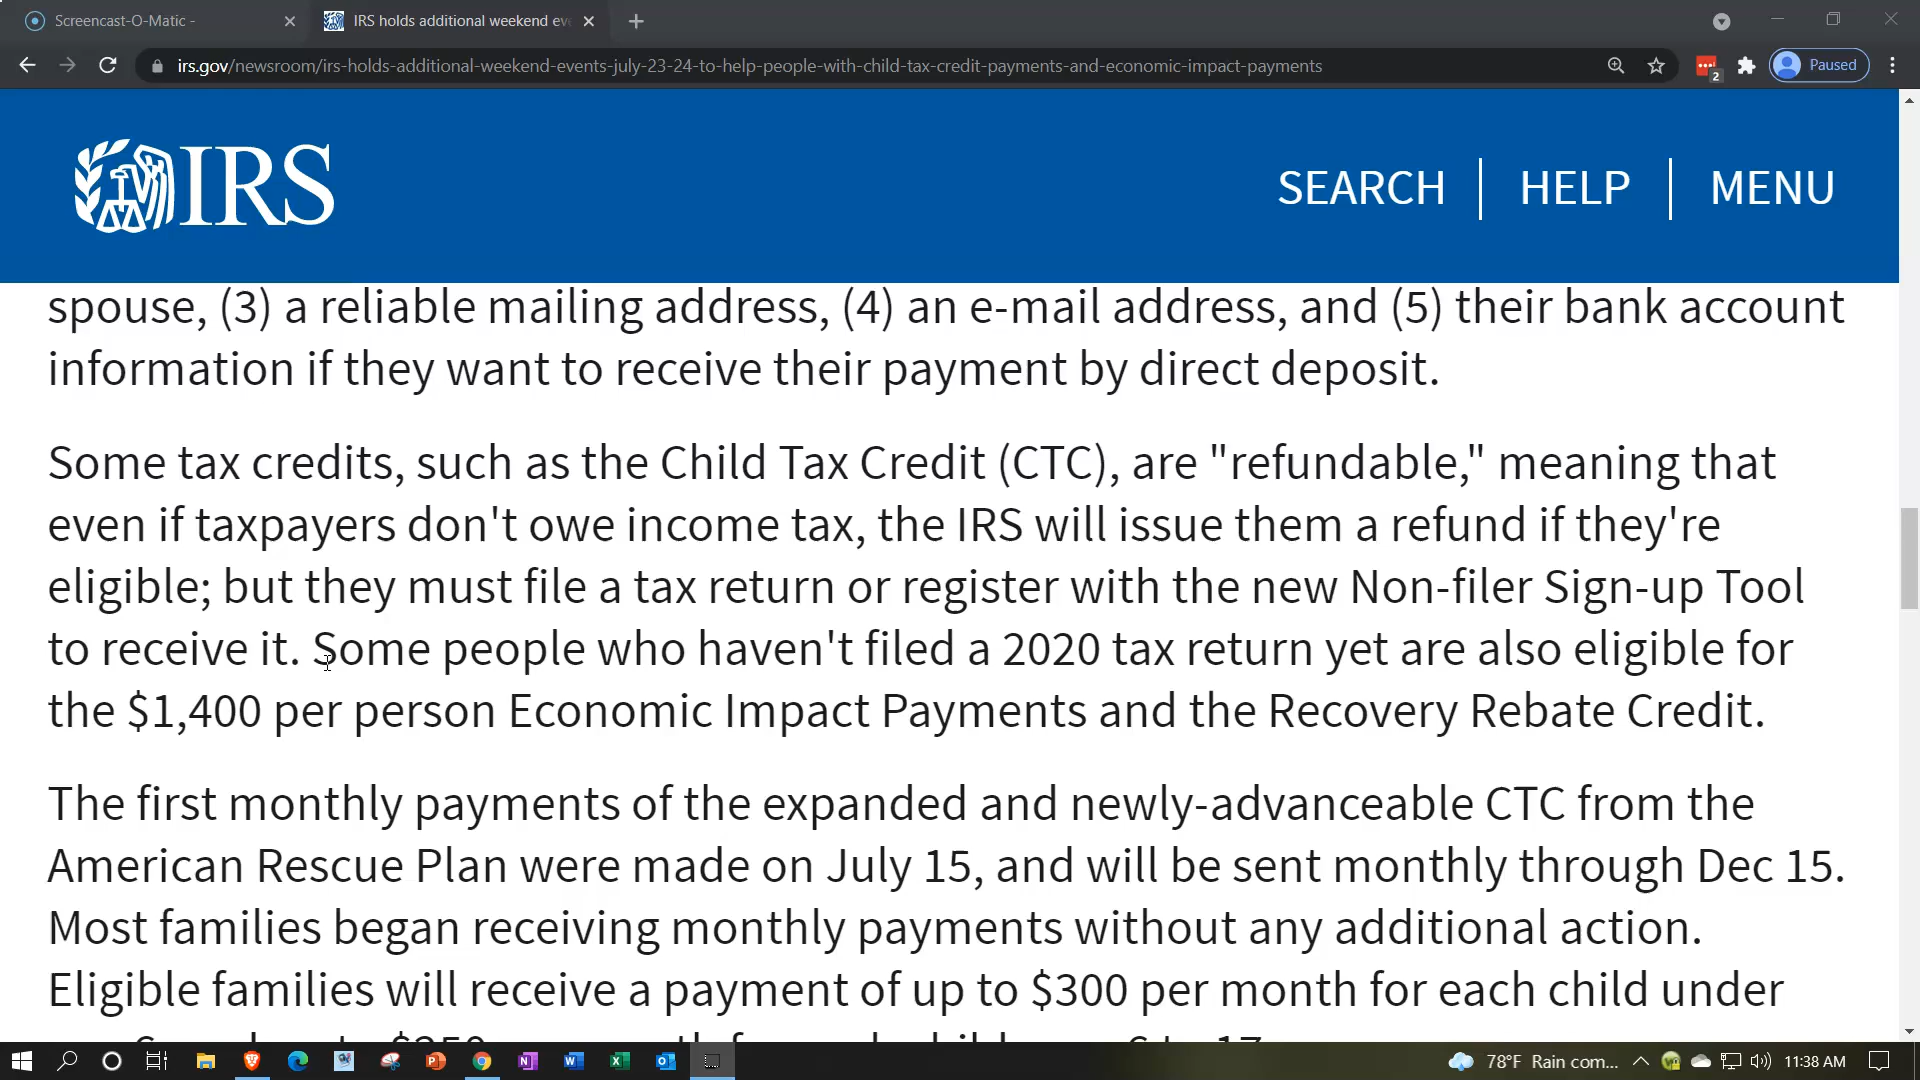 Screencast-O-Matic -
IRS holds additional weekend eve
irs.gov/newsroom/irs-holds-additional-weekend-events-july-23-24-to-help-people-with-child-tax-credit-payments-and-economic-impact-payments
2
Paused
IRS
SEARCH
HELP
MENU
spouse, (3) a reliable mailing address, (4) an e-mail address, and (5) their bank account
information if they want to receive their payment by direct deposit.
Some tax credits, such as the Child Tax Credit (CTC), are "refundable," meaning that
even if taxpayers don't owe income tax, the IRS will issue them a refund if they're
eligible; but they must file a tax return or register with the new Non-filer Sign-up Tool
to receive it. Some people who haven't filed a 2020 tax return yet are also eligible for
the $1,400 per person Economic Impact Payments and the Recovery Rebate Credit.
The first monthly payments of the expanded and newly-advanceable CTC from the
American Rescue Plan were made on July 15, and will be sent monthly through Dec 15.
Most families began receiving monthly payments without any additional action.
Eligible families will receive a payment of up to $300 per month for each child under
$250
78°F Rain com...
11:38 AM